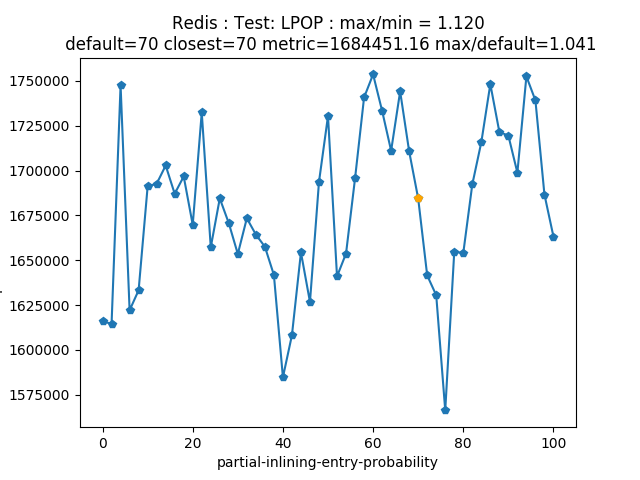 Redis : Test: LPOP : max/min = 1.120
default=70 closest=70 metric=1684451.16 max/default=1.041
1750000
1725000
1700000
1675000
1650000
1625000
1600000
1575000
0 20 40 60 80 100
partial-inlining-entry-probability